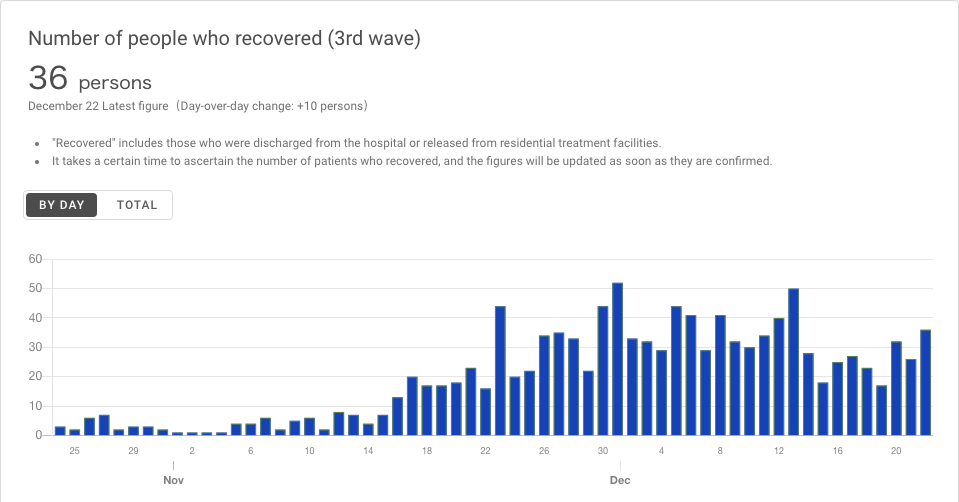 Number of people who recovered (3rd wave)
36 persons
December 22 Latest figure (Day-over-day change: +10 persons)
• "Recovered" includes those who were discharged from the hospital or released from residential treatment facilities.
• It takes a certain time to ascertain the number of patients who recovered, and the figures will be updated as soon as they are confirmed.
BY DAY TOTAL
60
50
40
30
20
10
0
25 29 2 6 10 14 18 22 26 30 4 8 12 16 20
Nov Dec